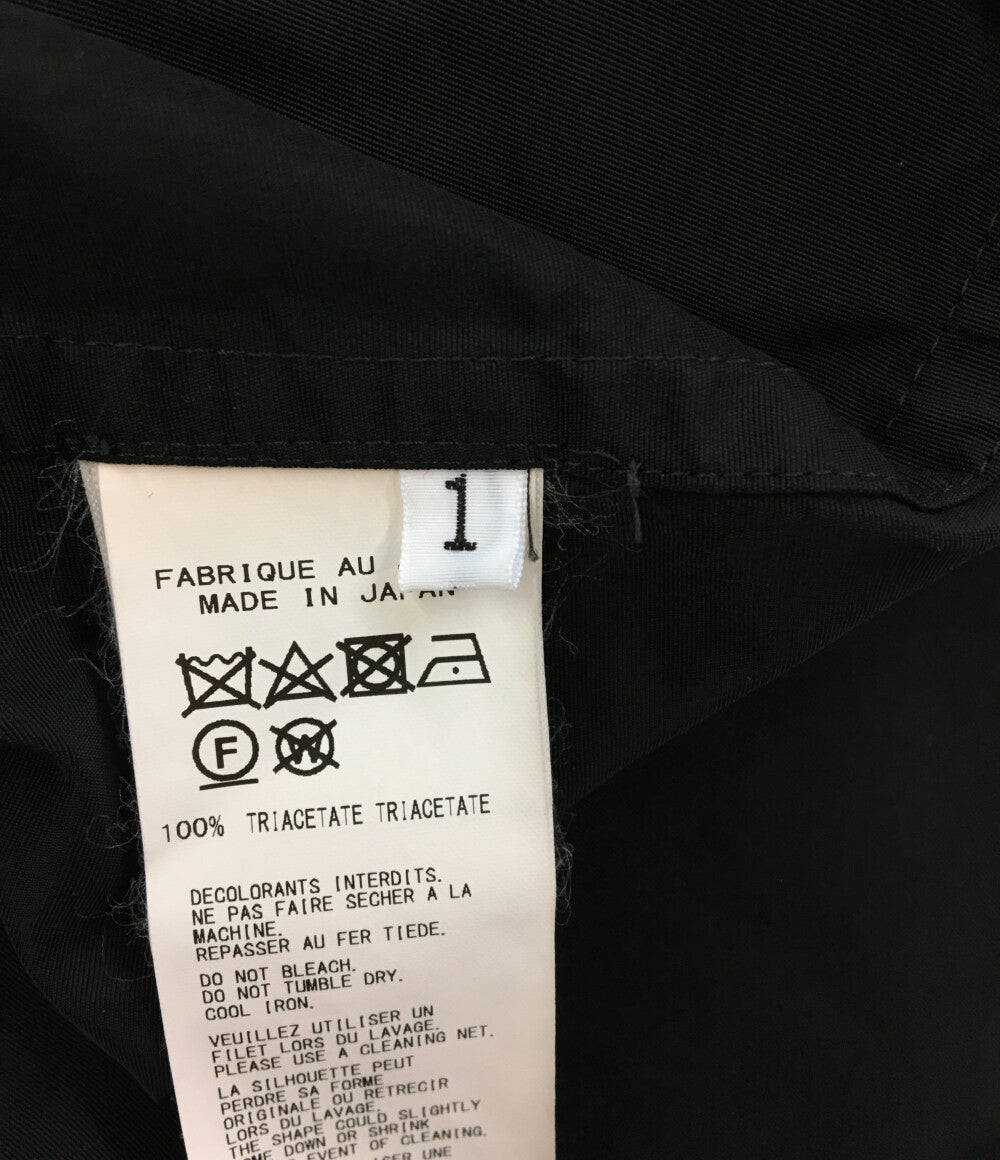 1
FABRIQUE AU
MADE IN JAPAN
F
W
100% TRIACETATE TRIACETATE
DECOLORANTS INTERDITS.
NE PAS FAIRE SECHER A LA
MACHINE.
REPASSER AU FER TIEDE.
DO NOT BLEACH.
DO NOT TUMBLE DRY.
COOL IRON.
VEUILLEZ UTILISER UN
FILET LORS DU LAVAGE.
PLEASE USE A CLEANING NET.
LA SILHOUETTE PEUT
PERDRE SA FORME
ORIGINALE OU RETRECIR
LORS DU LAVAGE.
THE SHAPE COULD SLIGHTLY
DOWN OR SHRINK
EVENT OF CLEANING.
UNE